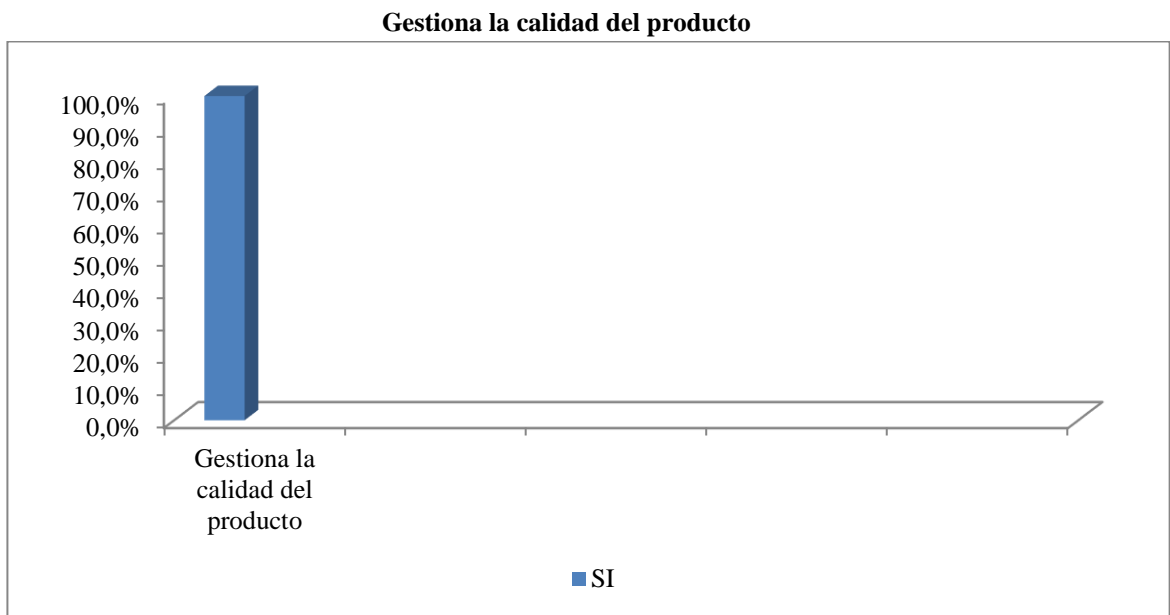 Gestiona la calidad del producto
100,0%
90,0%
80,0%
70,0%
60,0%
50,0%
40,0%
30,0%
20,0%
10,0%
0,0%
Gestiona la
calidad del
producto
SI